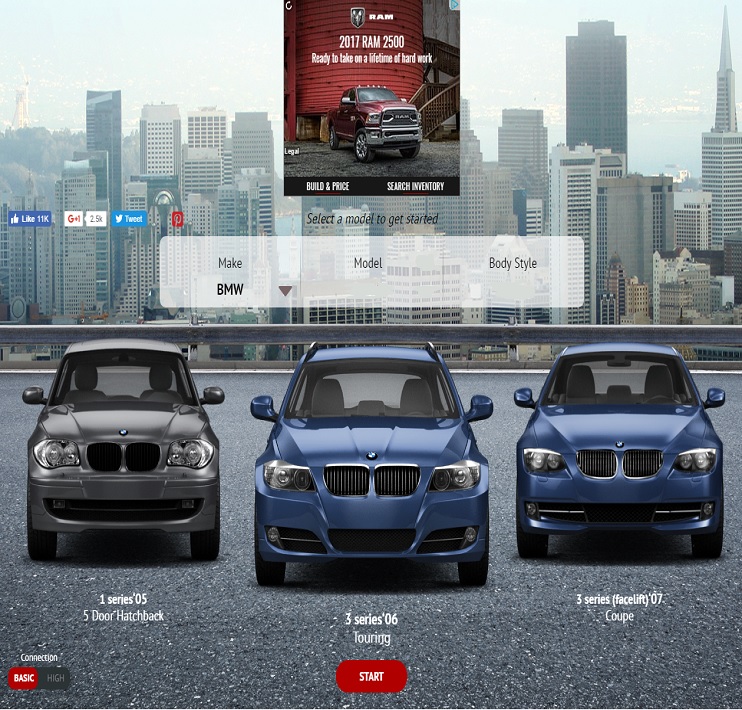 RAM
2017 RAM 2500
Ready to take on a lifetime of hard work
RAM
Legal
BUILD & PRICE SEARCH INVENTORY
Like 11K G+1 2.5k Tweet
Select a model to get started
Make Model Body Style
BMW
1 series'05
5 Door Hatchback
3 series'06
Touring
3 series (facelift)'07
Coupe
Connection
BASIC HIGH
START